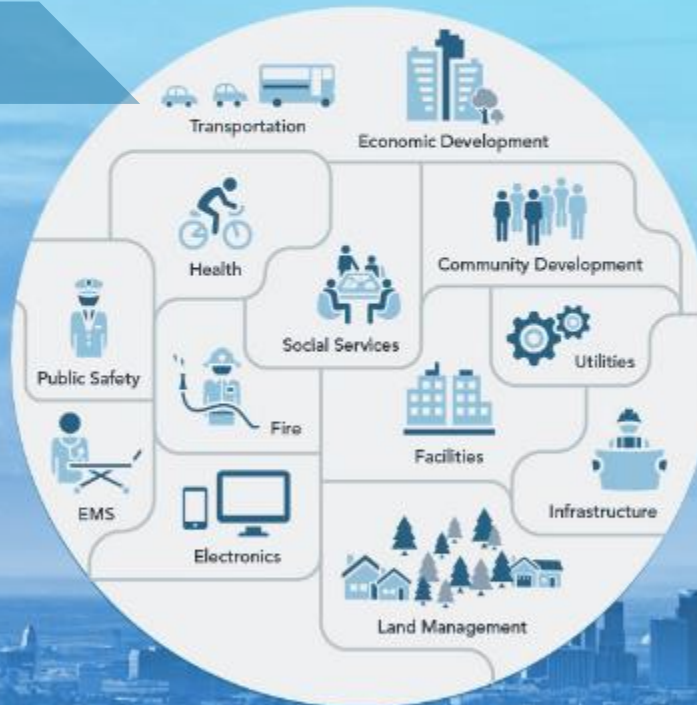 Transportation
Economic Development
Health
Community Development
Social Services
Public Safety
Utilities
Fire
Facilities
EMS
Infrastructure
Electronics
Land Management